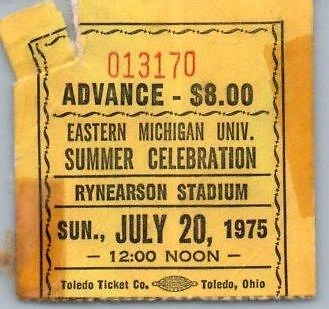 013170
ADVANCE - $8.00
EASTERN MICHIGAN UNIV.
SUMMER CELEBRATION
RYNEARSON STADIUM
SUN., JULY 20, 1975
- 12:00 NOON -
Toledo Ticket Co. Toledo, Ohio